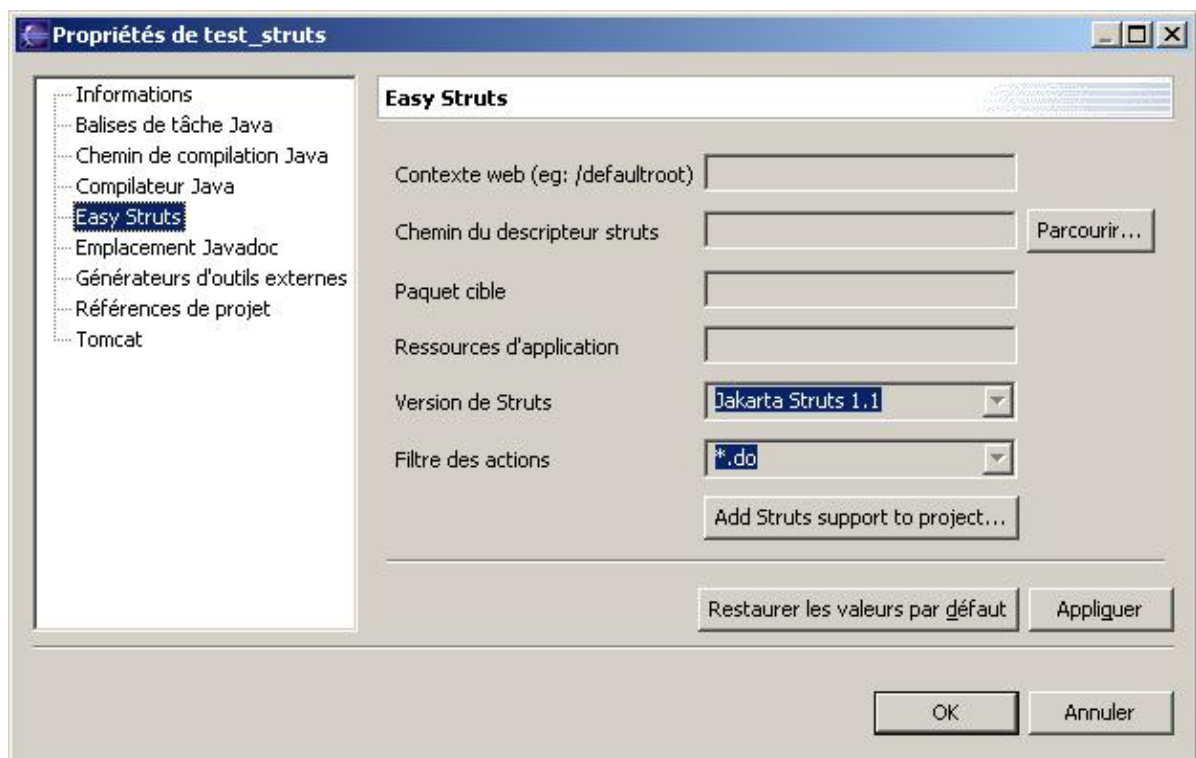 Propriétés de test_struts
Informations
Balises de tâche Java
Chemin de compilation Java
Compilateur Java
Easy Struts
Emplacement Javadoc
Générateurs d'outils externes
Références de projet
Tomcat
Easy Struts
Contexte web (eg: /defaultroot)
Chemin du descripteur struts
Parcourir...
Paquet cible
Ressources d'application
Version de Struts
Jakarta Struts 1.1
Filtre des actions
*.do
Add Struts support to project...
Restaurer les valeurs par défaut
Appliquer
OK
Annuler